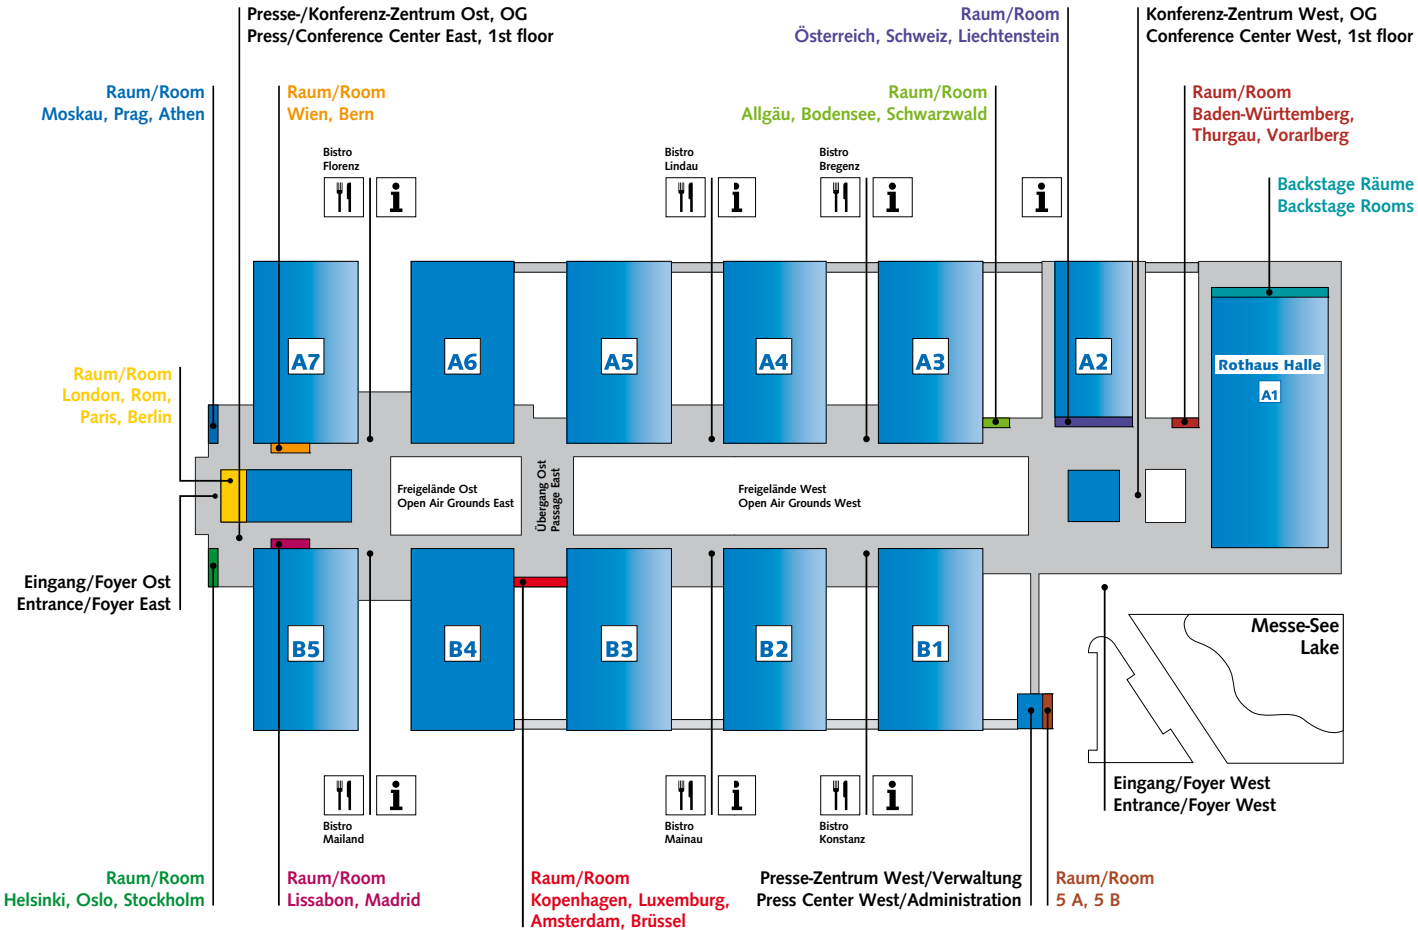 Presse-/Konferenz-Zentrum Ost, OG
Press/Conference Center East, 1st floor
Raum/Room
Österreich, Schweiz, Liechtenstein
Konferenz-Zentrum West, OG
Conference Center West, 1st floor
Raum/Room
Moskau, Prag, Athen
Raum/Room
Wien, Bern
Raum/Room
Allgäu, Bodensee, Schwarzwald
Raum/Room
Baden-Württemberg,
Thurgau, Vorarlberg
Bistro
Florenz
Bistro
Lindau
Bistro
Bregenz
Backstage Räume
Backstage Rooms
A7
A6
A5
A4
A3
A2
Rothaus Halle
A1
Raum/Room
London, Rom,
Paris, Berlin
Freigelände Ost
Open Air Grounds East
Übergang Ost
Passage East
Freigelände West
Open Air Grounds West
Eingang/Foyer Ost
Entrance/Foyer East
B5
B4
B3
B2
B1
Messe-See
Lake
Eingang/Foyer West
Entrance/Foyer West
Bistro
Mailand
Bistro
Mainau
Bistro
Konstanz
Raum/Room
Helsinki, Oslo, Stockholm
Raum/Room
Lissabon, Madrid
Raum/Room
Kopenhagen, Luxemburg,
Amsterdam, Brüssel
Presse-Zentrum West/Verwaltung
Press Center West/Administration
Raum/Room
5 A, 5 B